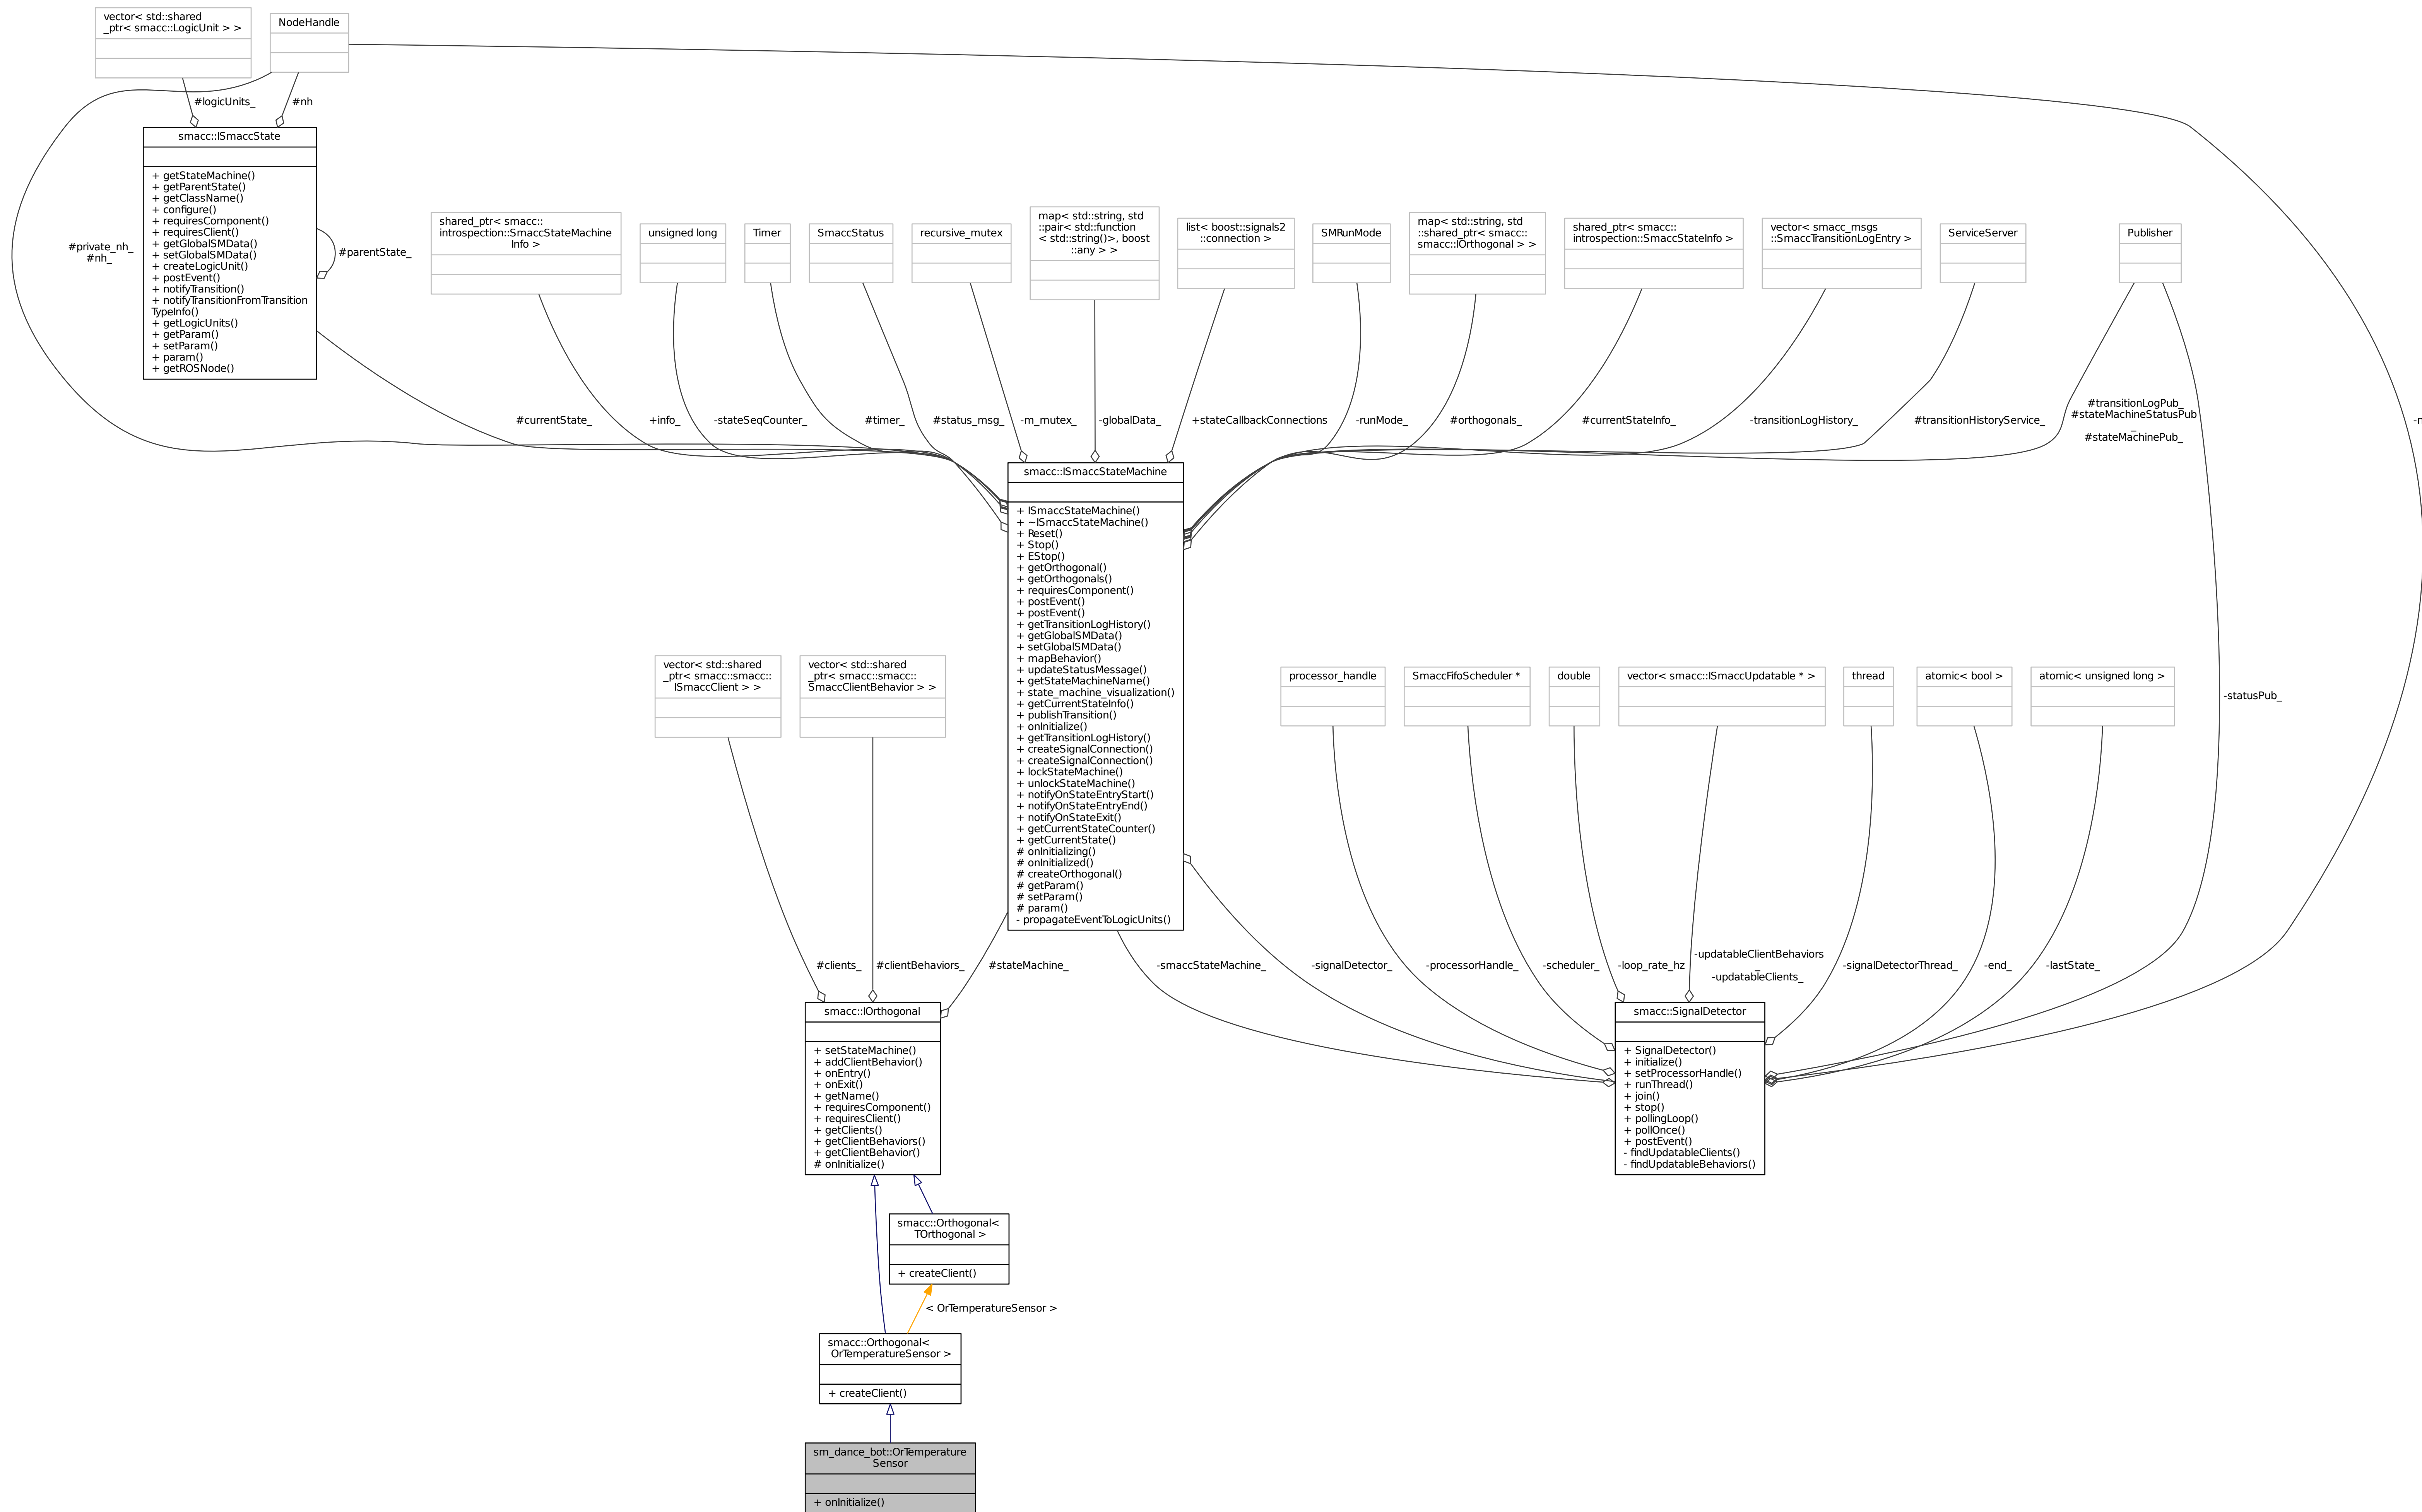 vector< std::shared
_ptr< smacc::LogicUnit > >
NodeHandle
#logicUnits_
#nh
smacc::ISmaccState
+ getStateMachine()
+ getParentState()
+ getClassName()
+ configure()
+ requiresComponent()
+ requiresClient()
+ getGlobalSMData()
+ setGlobalSMData()
+ createLogicUnit()
+ postEvent()
+ notifyTransition()
+ notifyTransitionFromTransition
TypeInfo()
+ getLogicUnits()
+ getParam()
+ setParam()
+ param()
+ getROSNode()
#private_nh_
#nh_
#parentState_
shared_ptr< smacc::
introspection::SmaccStateMachine
Info >
unsigned long
Timer
SmaccStatus
recursive_mutex
map< std::string, std
::pair< std::function
< std::string()>, boost
::any > >
list< boost::signals2
::connection >
SMRunMode
map< std::string, std
::shared_ptr< smacc::
smacc::IOrthogonal > >
shared_ptr< smacc::
introspection::SmaccStateInfo >
vector< smacc_msgs
::SmaccTransitionLogEntry >
ServiceServer
Publisher
#currentState_
+info_
-stateSeqCounter_
#timer_
#status_msg_
-m_mutex_
-globalData_
+stateCallbackConnections
-runMode_
#orthogonals_
#currentStateInfo_
-transitionLogHistory_
#transitionHistoryService_
#transitionLogPub_
#stateMachineStatusPub
_
#stateMachinePub_
smacc::ISmaccStateMachine
+ ISmaccStateMachine()
+ ~ISmaccStateMachine()
+ Reset()
+ Stop()
+ EStop()
+ getOrthogonal()
+ getOrthogonals()
+ requiresComponent()
+ postEvent()
+ postEvent()
+ getTransitionLogHistory()
+ getGlobalSMData()
+ setGlobalSMData()
+ mapBehavior()
+ updateStatusMessage()
+ getStateMachineName()
+ state_machine_visualization()
+ getCurrentStateInfo()
+ publishTransition()
+ onInitialize()
+ getTransitionLogHistory()
+ createSignalConnection()
+ createSignalConnection()
+ lockStateMachine()
+ unlockStateMachine()
+ notifyOnStateEntryStart()
+ notifyOnStateEntryEnd()
+ notifyOnStateExit()
+ getCurrentStateCounter()
+ getCurrentState()
# onInitializing()
# onInitialized()
# createOrthogonal()
# getParam()
# setParam()
# param()
- propagateEventToLogicUnits()
vector< std::shared
_ptr< smacc::smacc::
ISmaccClient > >
vector< std::shared
_ptr< smacc::smacc::
SmaccClientBehavior > >
processor_handle
SmaccFifoScheduler *
double
vector< smacc::ISmaccUpdatable * >
thread
atomic< bool >
atomic< unsigned long >
-statusPub_
#clients_
#clientBehaviors_
#stateMachine_
-smaccStateMachine_
-signalDetector_
-processorHandle_
-scheduler_
-loop_rate_hz
-updatableClientBehaviors
_
-updatableClients_
-signalDetectorThread_
-end_
-lastState_
smacc::IOrthogonal
+ setStateMachine()
+ addClientBehavior()
+ onEntry()
+ onExit()
+ getName()
+ requiresComponent()
+ requiresClient()
+ getClients()
+ getClientBehaviors()
+ getClientBehavior()
# onInitialize()
smacc::SignalDetector
+ SignalDetector()
+ initialize()
+ setProcessorHandle()
+ runThread()
+ join()
+ stop()
+ pollingLoop()
+ pollOnce()
+ postEvent()
- findUpdatableClients()
- findUpdatableBehaviors()
smacc::Orthogonal<
TOrthogonal >
+ createClient()
< OrTemperatureSensor >
smacc::Orthogonal<
OrTemperatureSensor >
+ createClient()
sm_dance_bot::OrTemperature
Sensor
+ onInitialize()